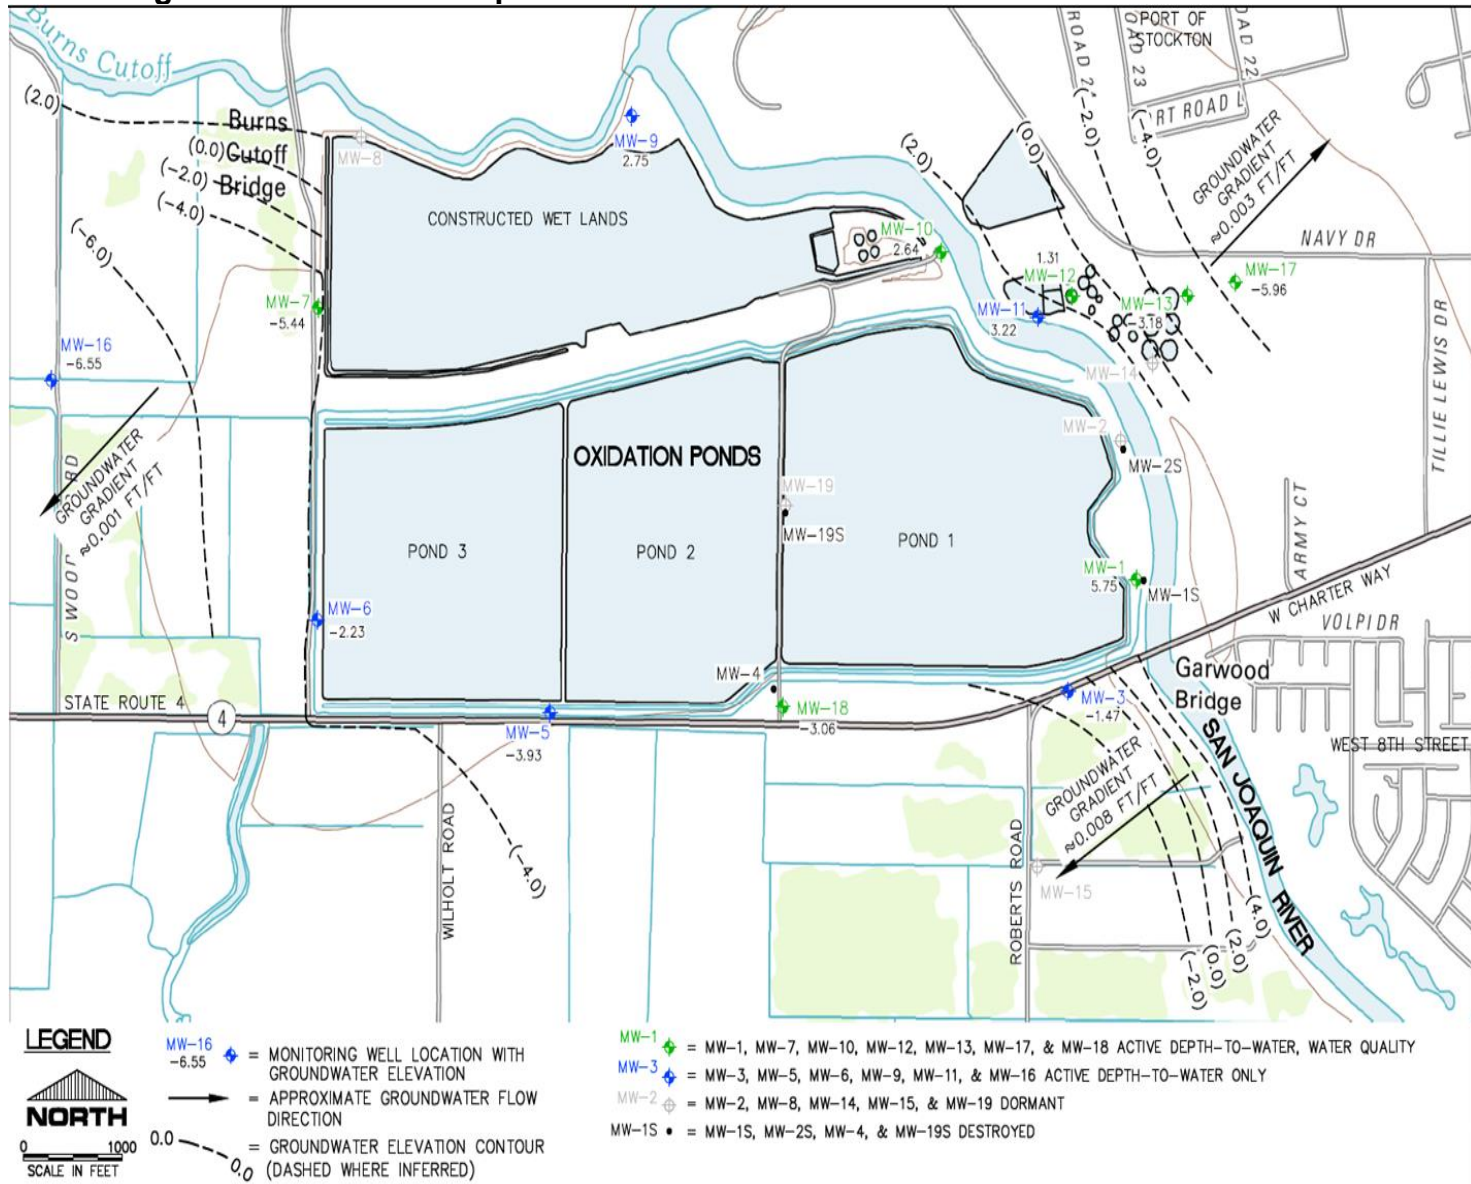 Burns Cutoff
(2.0)
Burns
(0.0)
Cutoff
(-2.0)
Bridge
(-4.0)
(-6.0)
MW-8
MW-9
2.75
CONSTRUCTED WET LANDS
MW-10
2.64
PORT OF
STOCKTON
ROAD 23
(2.0)
(0.0)
(-2.0)
(-4.0)
GROUNDWATER
GRADIENT
≈0.003 FT/FT
NAVY DR
MW-7
-5.44
MW-16
-6.55
1.31
MW-12
MW-11
3.22
MW-13
-3.18
MW-17
-5.96
MW-14
TILLIE LEWIS DR
GROUNDWATER
GRADIENT
≈0.001 FT/FT
RD
OXIDATION PONDS
MW-2
MW-2S
MW-19
MW-19S
POND 3
POND 2
POND 1
ARMY CT
MW-1
5.75
MW-1S
W CHARTER WAY
VOLPI DR
MW-6
-2.23
MW-4
Garwood
Bridge
STATE ROUTE 4
4
MW-5
-3.93
MW-18
-3.06
MW-3
-1.47
WEST 8TH STREET
SAN JOAQUIN RIVER
GROUNDWATER
GRADIENT
≈0.008 FT/FT
WILHOLT ROAD
(-4.0)
ROBERTS ROAD
MW-15
(4.0)
(2.0)
(0.0)
(-2.0)
LEGEND
NORTH
0 1000
SCALE IN FEET
MW-16
-6.55
= MONITORING WELL LOCATION WITH
GROUNDWATER ELEVATION
= APPROXIMATE GROUNDWATER FLOW
DIRECTION
0.0
0.0
= GROUNDWATER ELEVATION CONTOUR
(DASHED WHERE INFERRED)
MW-1 = MW-1, MW-7, MW-10, MW-12, MW-13, MW-17, & MW-18 ACTIVE DEPTH-TO-WATER, WATER QUALITY
MW-3 = MW-3, MW-5, MW-6, MW-9, MW-11, & MW-16 ACTIVE DEPTH-TO-WATER ONLY
MW-2 = MW-2, MW-8, MW-14, MW-15, & MW-19 DORMANT
MW-1S • = MW-1S, MW-2S, MW-4, & MW-19S DESTROYED